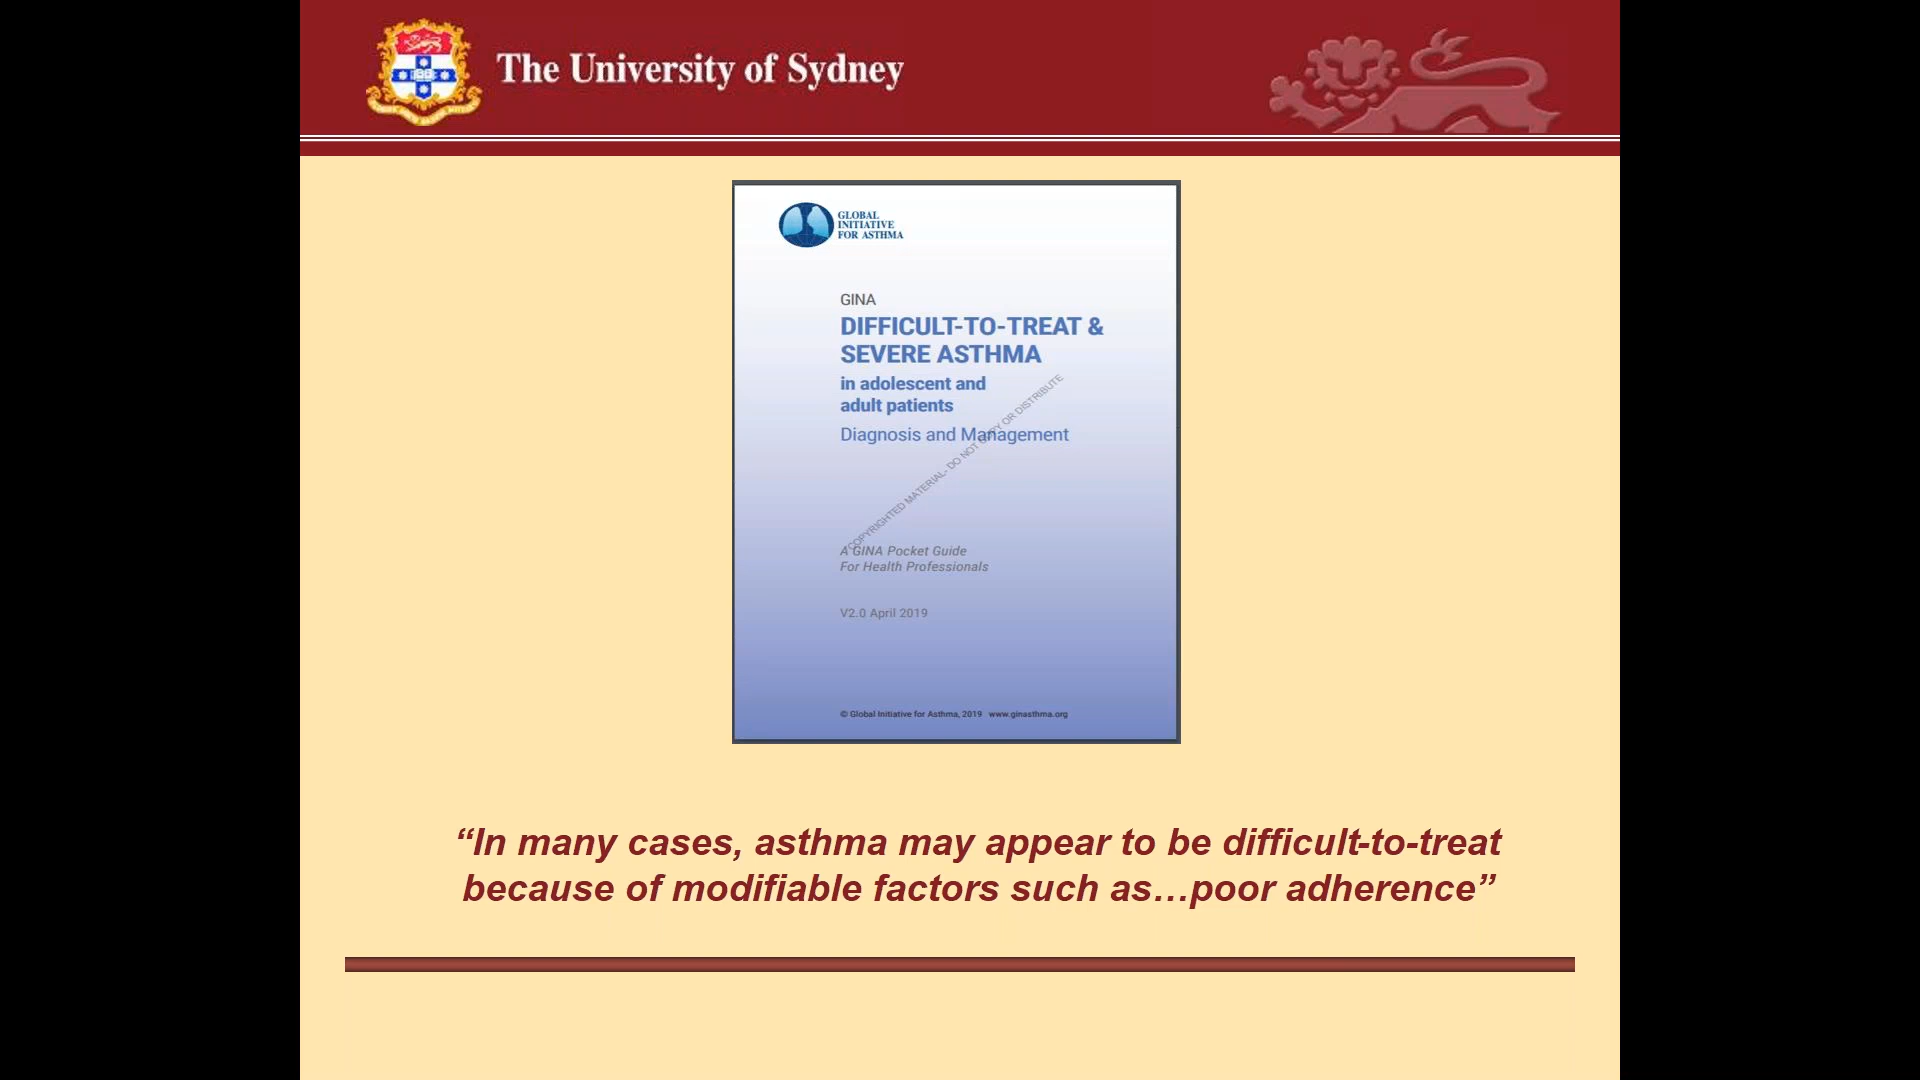 The University of Sydney
GLOBAL
INITIATIVE
FOR ASTHMA
GINA
DIFFICULT-TO-TREAT &
SEVERE ASTHMA
in adolescent and
adult patients
Diagnosis and Management
COPYRIGHTED MATERIAL- DO NOT COPY OR DISTRIBUTE
A GINA Pocket Guide
For Health Professionals
V2.0 April 2019
© Global Initiative for Asthma, 2019 www.ginasthma.org
“In many cases, asthma may appear to be difficult-to-treat
because of modifiable factors such as…poor adherence”